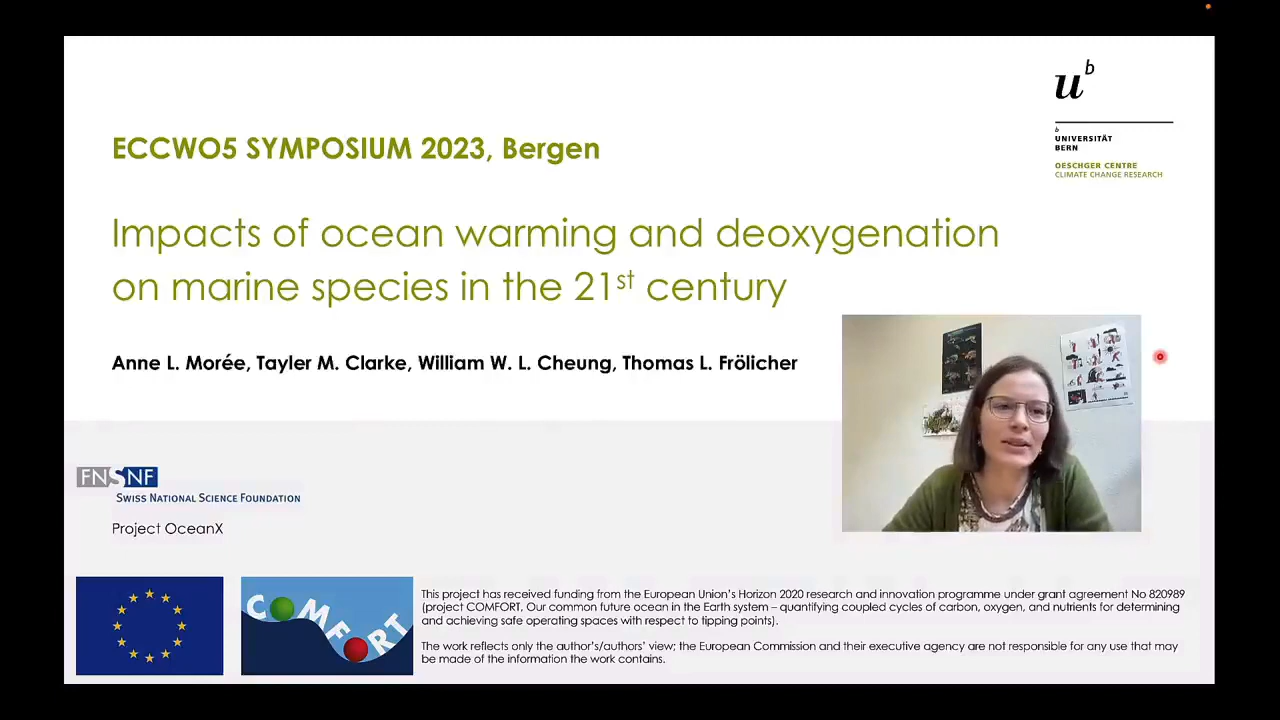 u^b
b
UNIVERSITÄT
BERN
OESCHGER CENTRE
CLIMATE CHANGE RESEARCH
ECCWO5 SYMPOSIUM 2023, Bergen
Impacts of ocean warming and deoxygenation
on marine species in the 21st century
Anne L. Morée, Tayler M. Clarke, William W. L. Cheung, Thomas L. Frölicher
FNSNF
SWISS NATIONAL SCIENCE FOUNDATION
Project OceanX
COMFORT
This project has received funding from the European Union's Horizon 2020 research and innovation programme under grant agreement No 820989
(project COMFORT, Our common future ocean in the Earth system – quantifying coupled cycles of carbon, oxygen, and nutrients for determining
and achieving safe operating spaces with respect to tipping points).
The work reflects only the author's/authors' view; the European Commission and their executive agency are not responsible for any use that may
be made of the information the work contains.